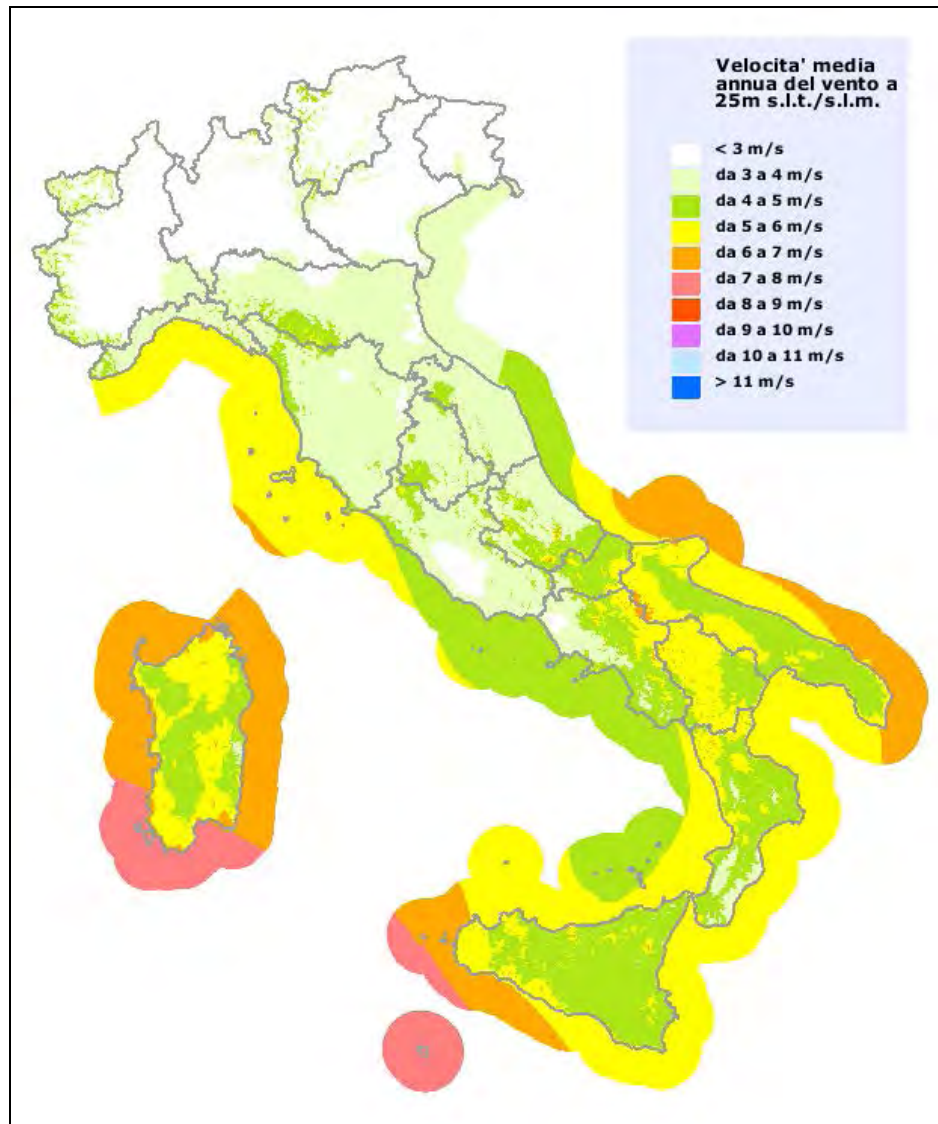 Velocita' media
annua del vento a
25m s.l.t./s.l.m.
< 3 m/s
da 3 a 4 m/s
da 4 a 5 m/s
da 5 a 6 m/s
da 6 a 7 m/s
da 7 a 8 m/s
da 8 a 9 m/s
da 9 a 10 m/s
da 10 a 11 m/s
> 11 m/s